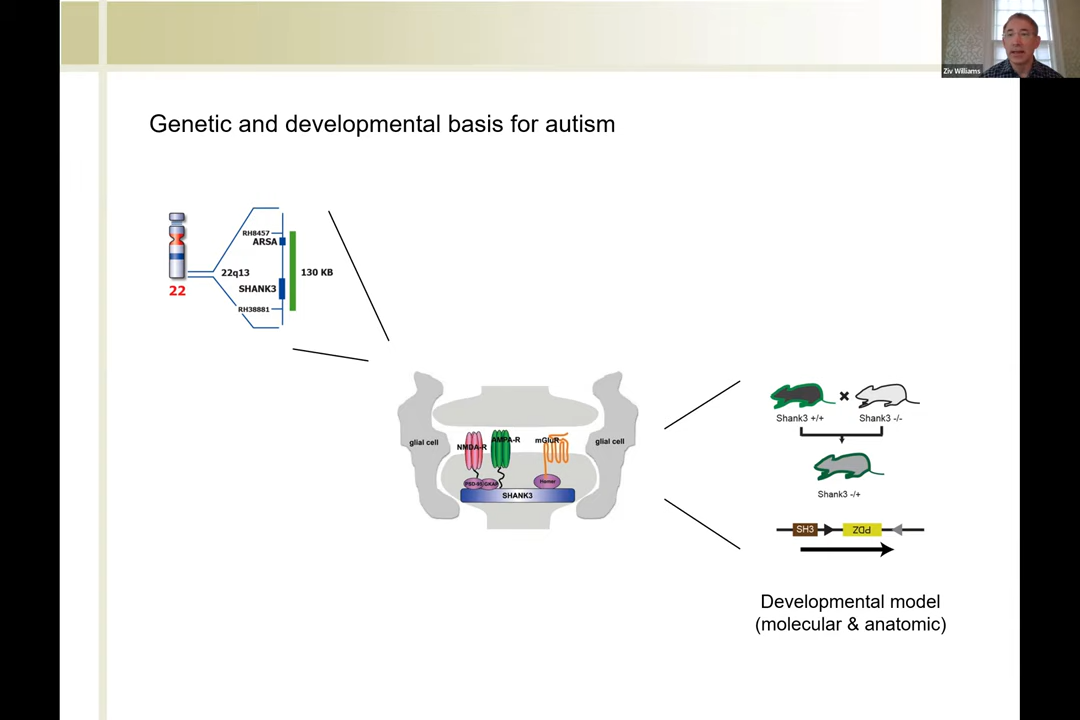 Ziv Williams
Genetic and developmental basis for autism
RH8457
ARSA
22q13
130 KB
SHANK3
22
RH38881
glial cell
NMDA-R
AMPA-R
mGluR
glial cell
PSD-95
GKAP
Homer
SHANK3
Shank3 +/+
Shank3 -/-
Shank3 -/+
SH3
PDZ
Developmental model
(molecular & anatomic)